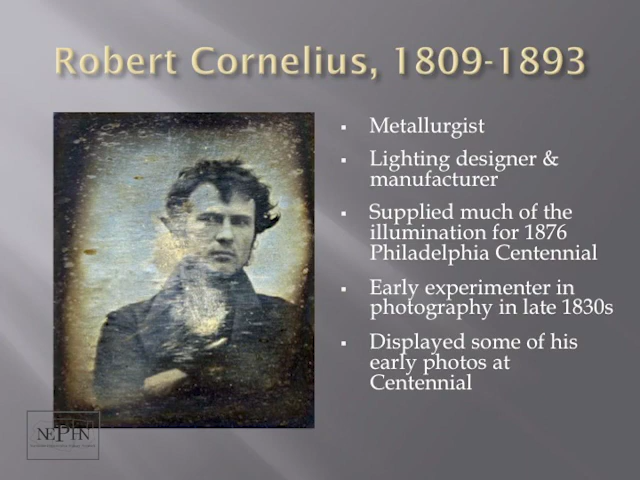 Robert Cornelius, 1809-1893
▪ Metallurgist
▪ Lighting designer &
manufacturer
▪ Supplied much of the
illumination for 1876
Philadelphia Centennial
▪ Early experimenter in
photography in late 1830s
▪ Displayed some of his
early photos at
Centennial